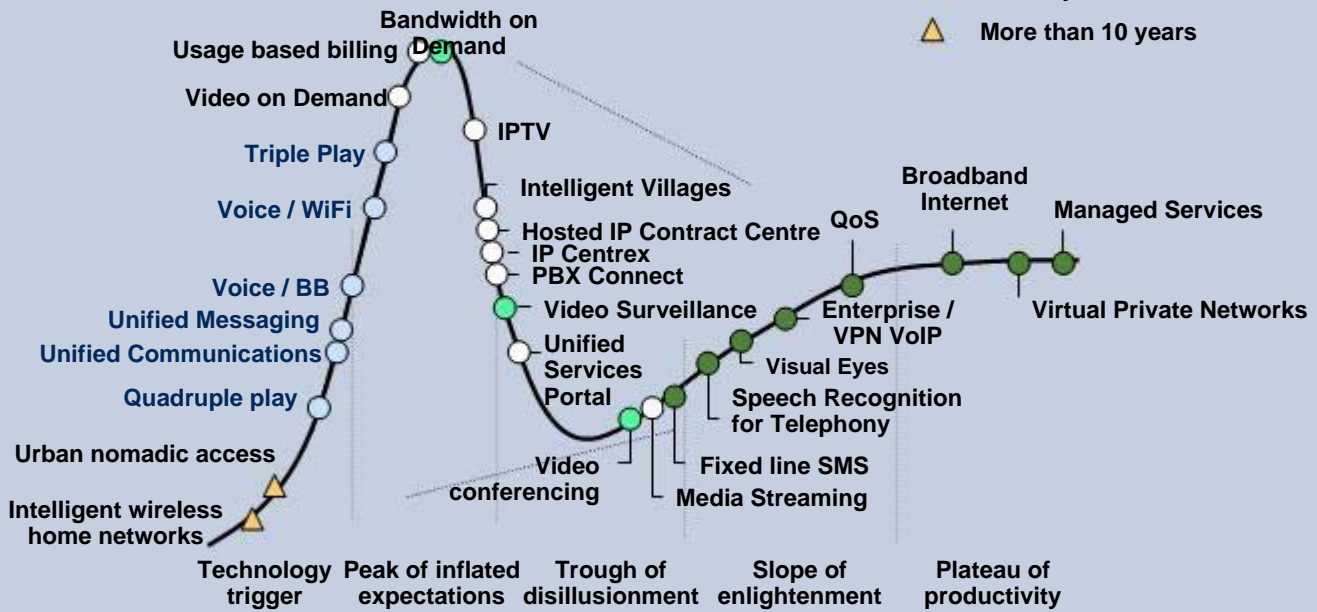 More than 10 years
Bandwidth on
Demand
Usage based billing
Video on Demand
IPTV
Triple Play
Intelligent Villages
Voice / WiFi
Hosted IP Contract Centre
IP Centrex
PBX Connect
Broadband
Internet
QoS
Managed Services
Voice / BB
Video Surveillance
Enterprise /
VPN VoIP
Virtual Private Networks
Unified Messaging
Unified Communications
Unified
Services
Portal
Visual Eyes
Quadruple play
Speech Recognition
for Telephony
Urban nomadic access
Video
conferencing
Fixed line SMS
Media Streaming
Intelligent wireless
home networks
Technology
trigger
Peak of inflated
expectations
Trough of
disillusionment
Slope of
enlightenment
Plateau of
productivity